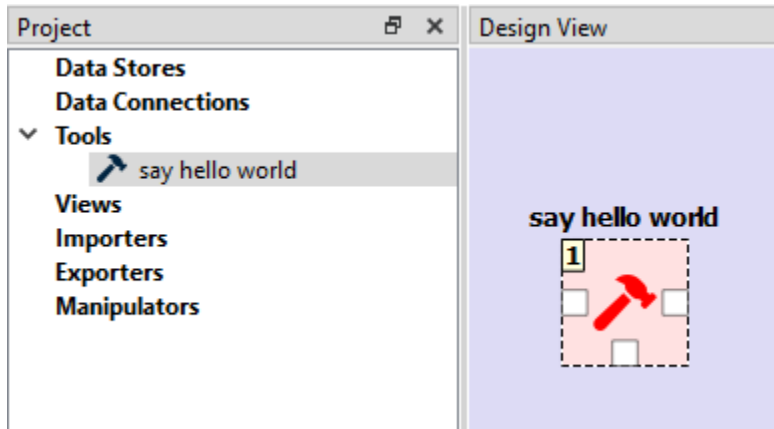 Project
Data Stores
Data Connections
Tools
say hello world
Views
Importers
Exporters
Manipulators
Design View
say hello world
1